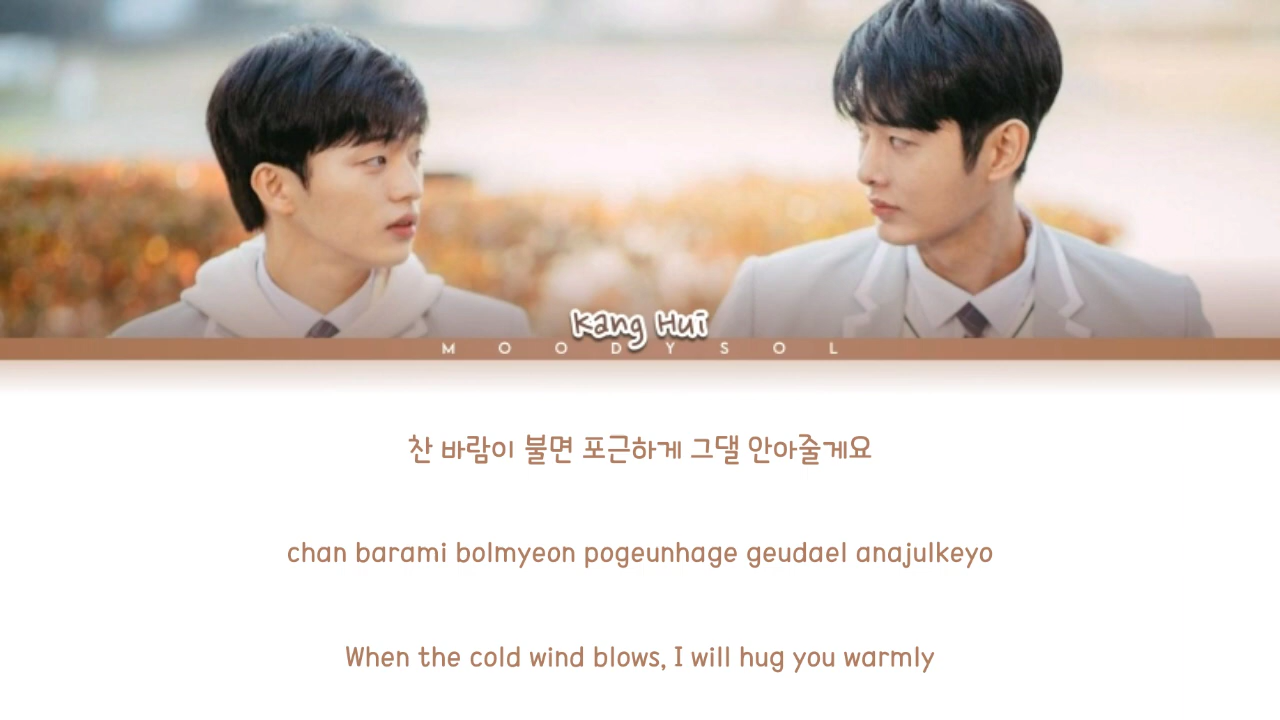 Kang Hui
MOODYSOL
찬 바람이 불면 포근하게 그댈 안아줄게요
chan barami bolmyeon pogeunhage geudael anajulkeyo
When the cold wind blows, I will hug you warmly